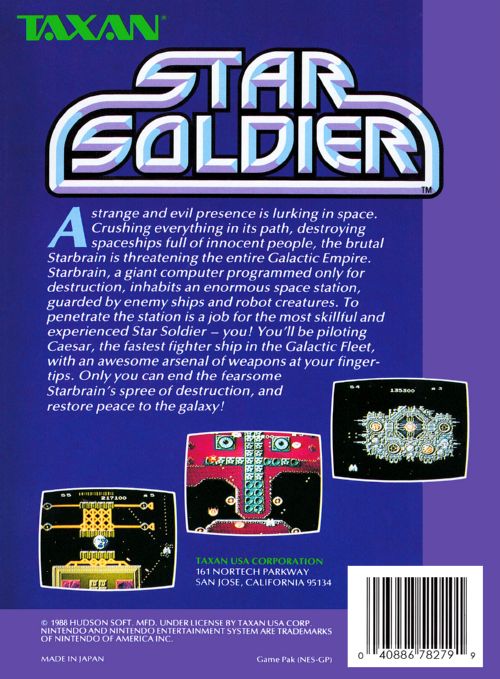 TAXAN®
STAR
SOLDIER™
A strange and evil presence is lurking in space.
Crushing everything in its path, destroying
spaceships full of innocent people, the brutal
Starbrain is threatening the entire Galactic Empire.
Starbrain, a giant computer programmed only for
destruction, inhabits an enormous space station,
guarded by enemy ships and robot creatures. To
penetrate the station is a job for the most skillful and
experienced Star Soldier – you! You'll be piloting
Caesar, the fastest fighter ship in the Galactic Fleet,
with an awesome arsenal of weapons at your finger-
tips. Only you can end the fearsome
Starbrain's spree of destruction, and
restore peace to the galaxy!
135300
217100
TAXAN USA CORPORATION
161 NORTECH PARKWAY
SAN JOSE, CALIFORNIA 95134
© 1988 HUDSON SOFT. MFD. UNDER LICENSE BY TAXAN USA CORP.
NINTENDO AND NINTENDO ENTERTAINMENT SYSTEM ARE TRADEMARKS
OF NINTENDO OF AMERICA INC.
MADE IN JAPAN
Game Pak (NES-GP)
0 40886 78279 9